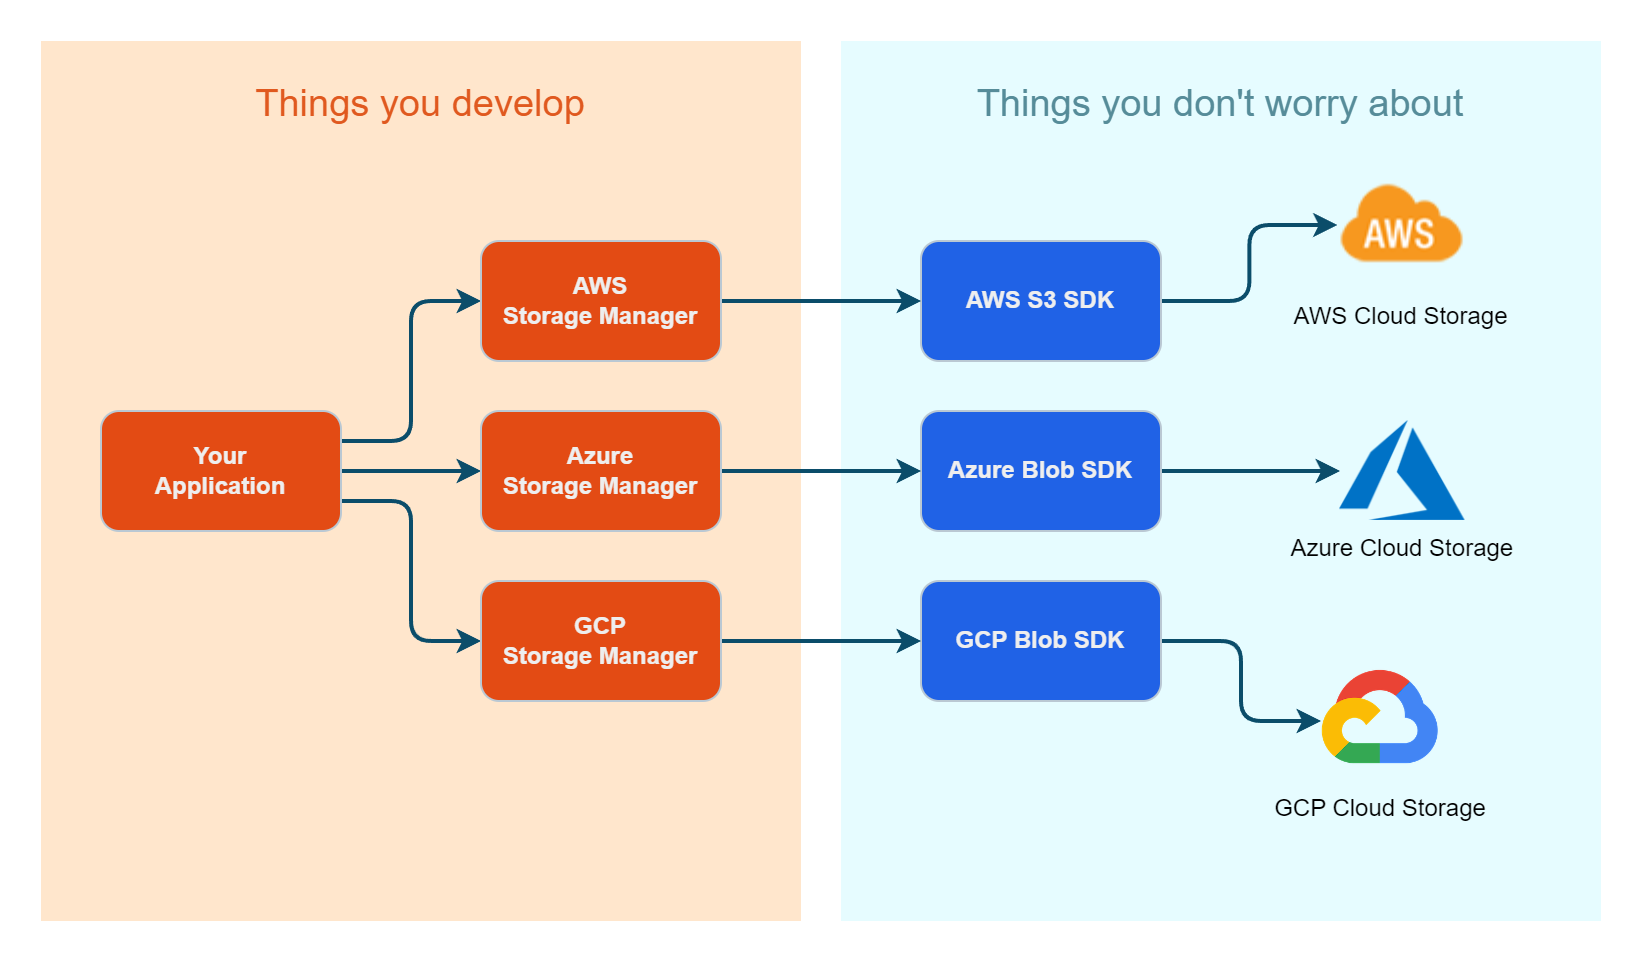 Things you develop
Things you don't worry about
AWS
Storage Manager
AWS S3 SDK
AWS
AWS Cloud Storage
Your
Application
Azure
Storage Manager
Azure Blob SDK
Azure Cloud Storage
GCP
Storage Manager
GCP Blob SDK
GCP Cloud Storage